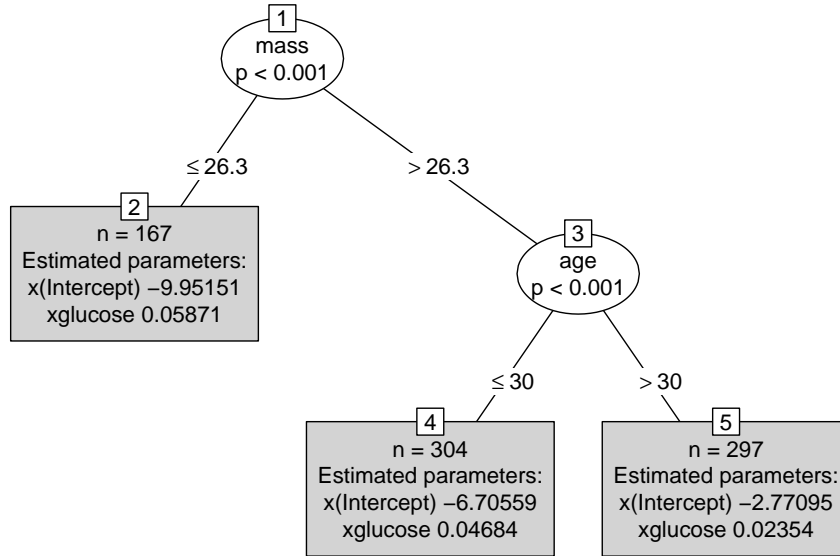 1
mass
p < 0.001
≤ 26.3
> 26.3
2
n = 167
Estimated parameters:
x(Intercept) −9.95151
xglucose 0.05871
3
age
p < 0.001
≤ 30
> 30
4
n = 304
Estimated parameters:
x(Intercept) −6.70559
xglucose 0.04684
5
n = 297
Estimated parameters:
x(Intercept) −2.77095
xglucose 0.02354